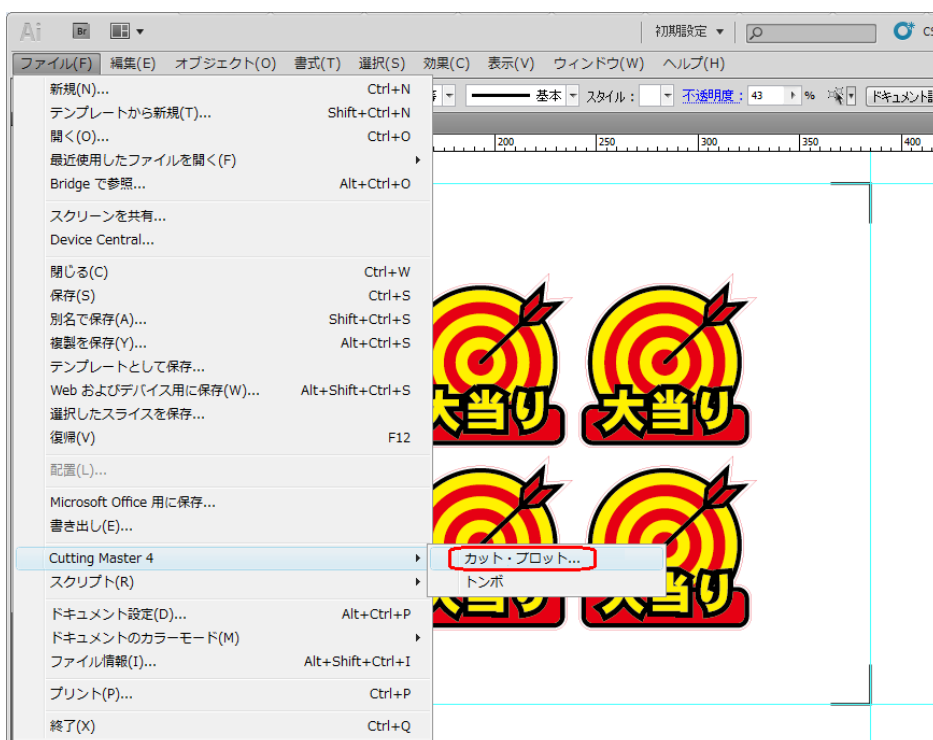 Ai Br 初期設定 CS
ファイル(F) 編集(E) オブジェクト(O) 書式(T) 選択(S) 効果(C) 表示(V) ウィンドウ(W) ヘルプ(H)
基本 スタイル： 不透明度： 43 %
新規(N)... Ctrl+N
テンプレートから新規(T)... Shift+Ctrl+N
開く(O)... Ctrl+O
最近使用したファイルを開く(F)
Bridge で参照... Alt+Ctrl+O
スクリーンを共有...
Device Central...
閉じる(C) Ctrl+W
保存(S) Ctrl+S
別名で保存(A)... Shift+Ctrl+S
複製を保存(Y)... Alt+Ctrl+S
テンプレートとして保存...
Web およびデバイス用に保存(W)... Alt+Shift+Ctrl+S
選択したスライスを保存...
復帰(V) F12
配置(L)...
Microsoft Office 用に保存...
書き出し(E)...
Cutting Master 4
スクリプト(R)
ドキュメント設定(D)... Alt+Ctrl+P
ドキュメントのカラーモード(M)
ファイル情報(I)... Alt+Shift+Ctrl+I
プリント(P)... Ctrl+P
終了(X) Ctrl+Q
カット・プロット...
トンボ
200 250 300 350 400
大当り 大当り
大当り 大当り